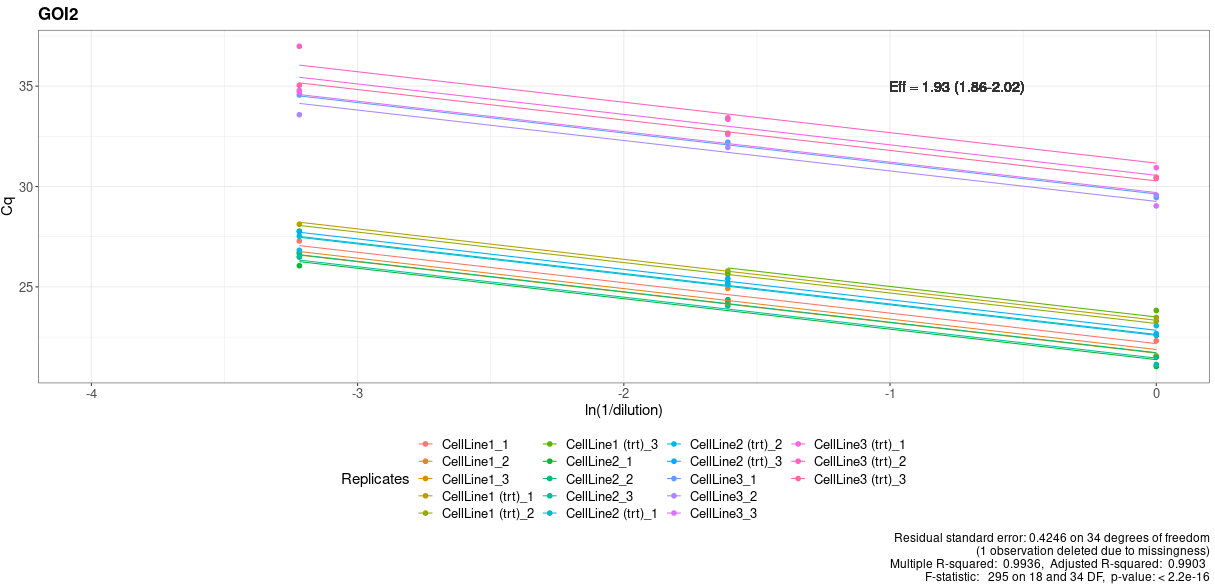 GOI2
Eff = 1.93 (1.86-2.02)
35
30
25
Cq
-4 -3 -2 -1 0
ln(1/dilution)
Replicates
CellLine1_1 CellLine1 (trt)_3 CellLine2 (trt)_2 CellLine3 (trt)_1
CellLine1_2 CellLine2_1 CellLine2 (trt)_3 CellLine3 (trt)_2
CellLine1_3 CellLine2_2 CellLine3_1 CellLine3 (trt)_3
CellLine1 (trt)_1 CellLine2_3 CellLine3_2
CellLine1 (trt)_2 CellLine2 (trt)_1 CellLine3_3
Residual standard error: 0.4246 on 34 degrees of freedom
(1 observation deleted due to missingness)
Multiple R-squared: 0.9936, Adjusted R-squared: 0.9903
F-statistic: 295 on 18 and 34 DF, p-value: < 2.2e-16